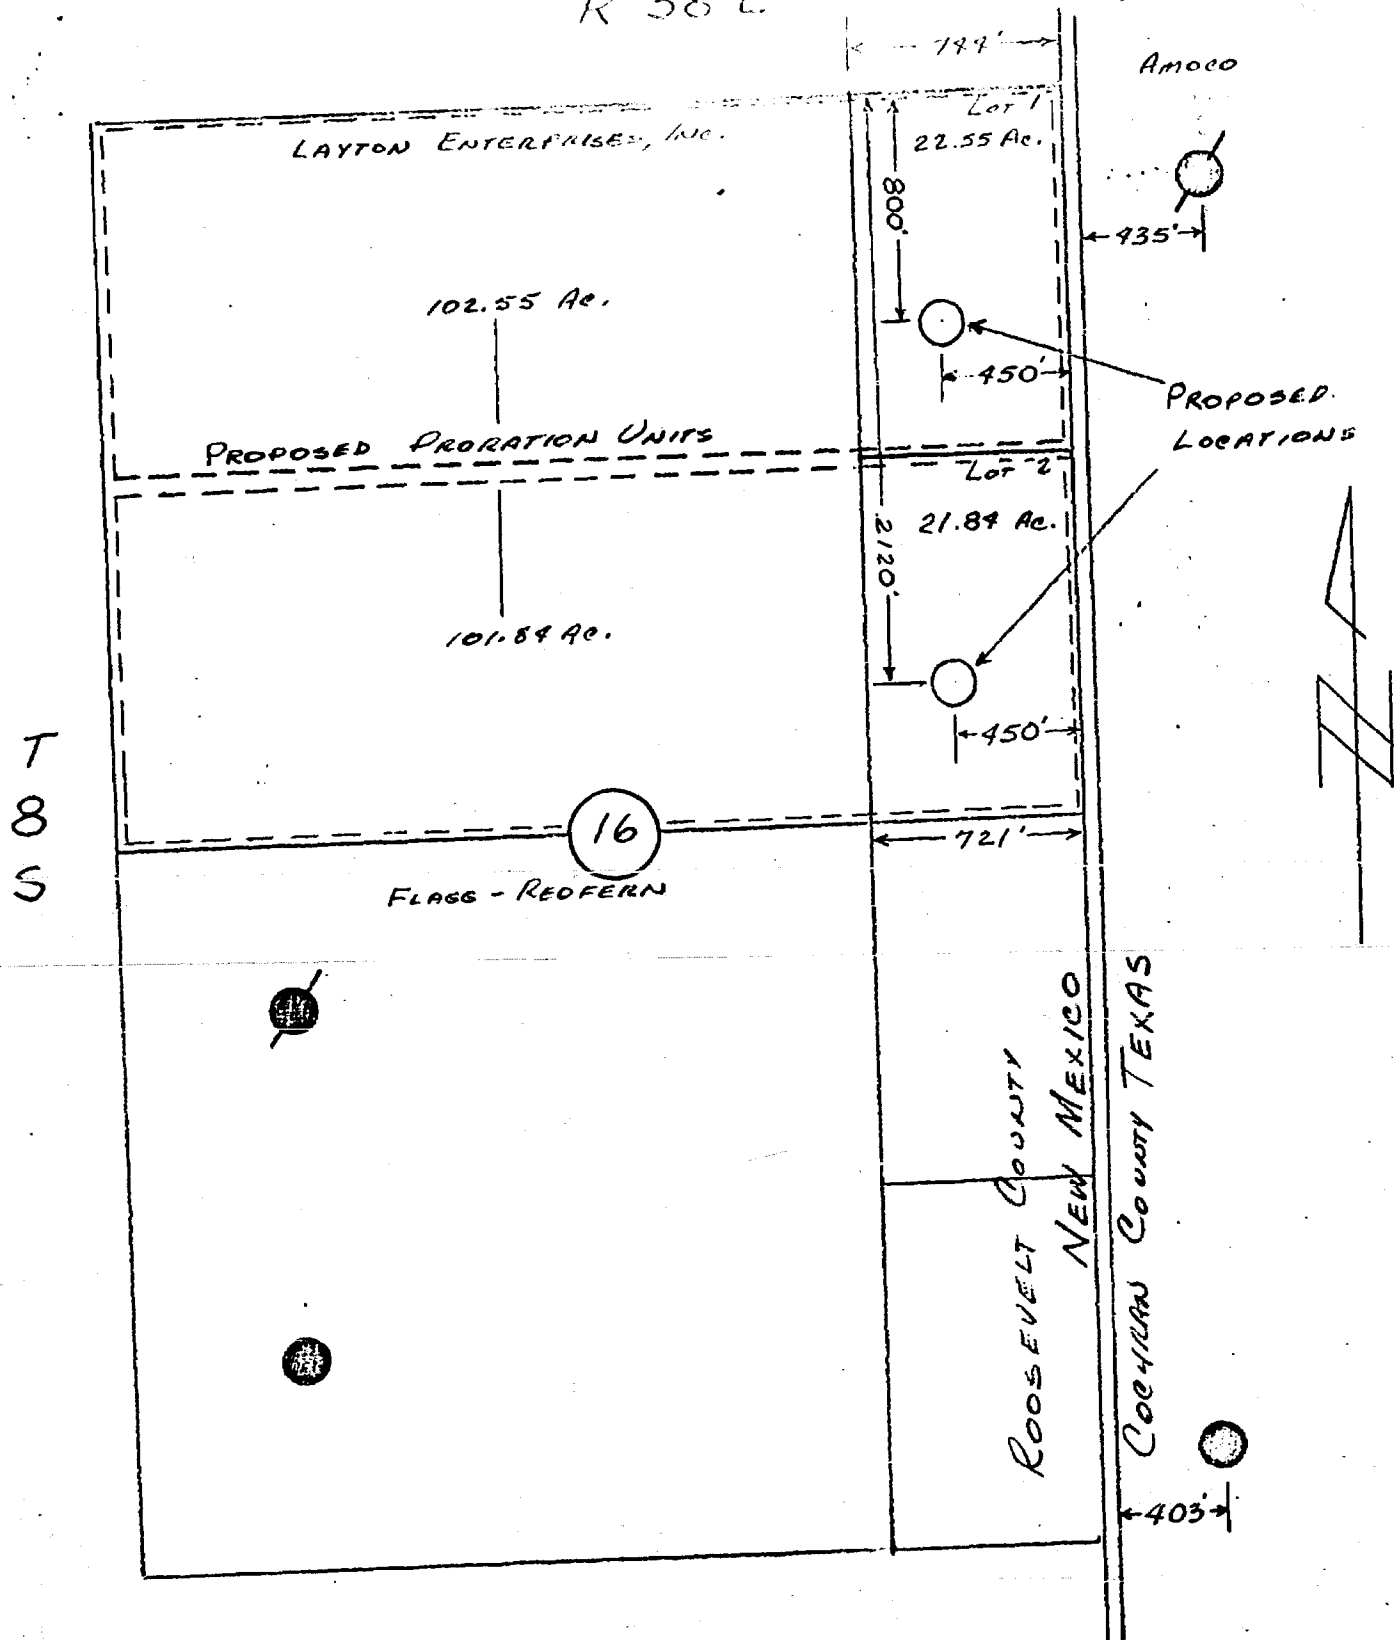 R 38 E
744'
Amoco
Lot 1
LAYTON ENTERPRISES, INC.
22.55 Ac.
800'
435'
102.55 Ac.
450'
PROPOSED
LOCATIONS
PROPOSED PRORATION UNITS
Lot 2
21.84 Ac.
2120'
101.84 Ac.
450'
T
8
S
16
721'
FLAGG - REDFERN
N
ROOSEVELT COUNTY
NEW MEXICO
COCHRAN COUNTY TEXAS
403'